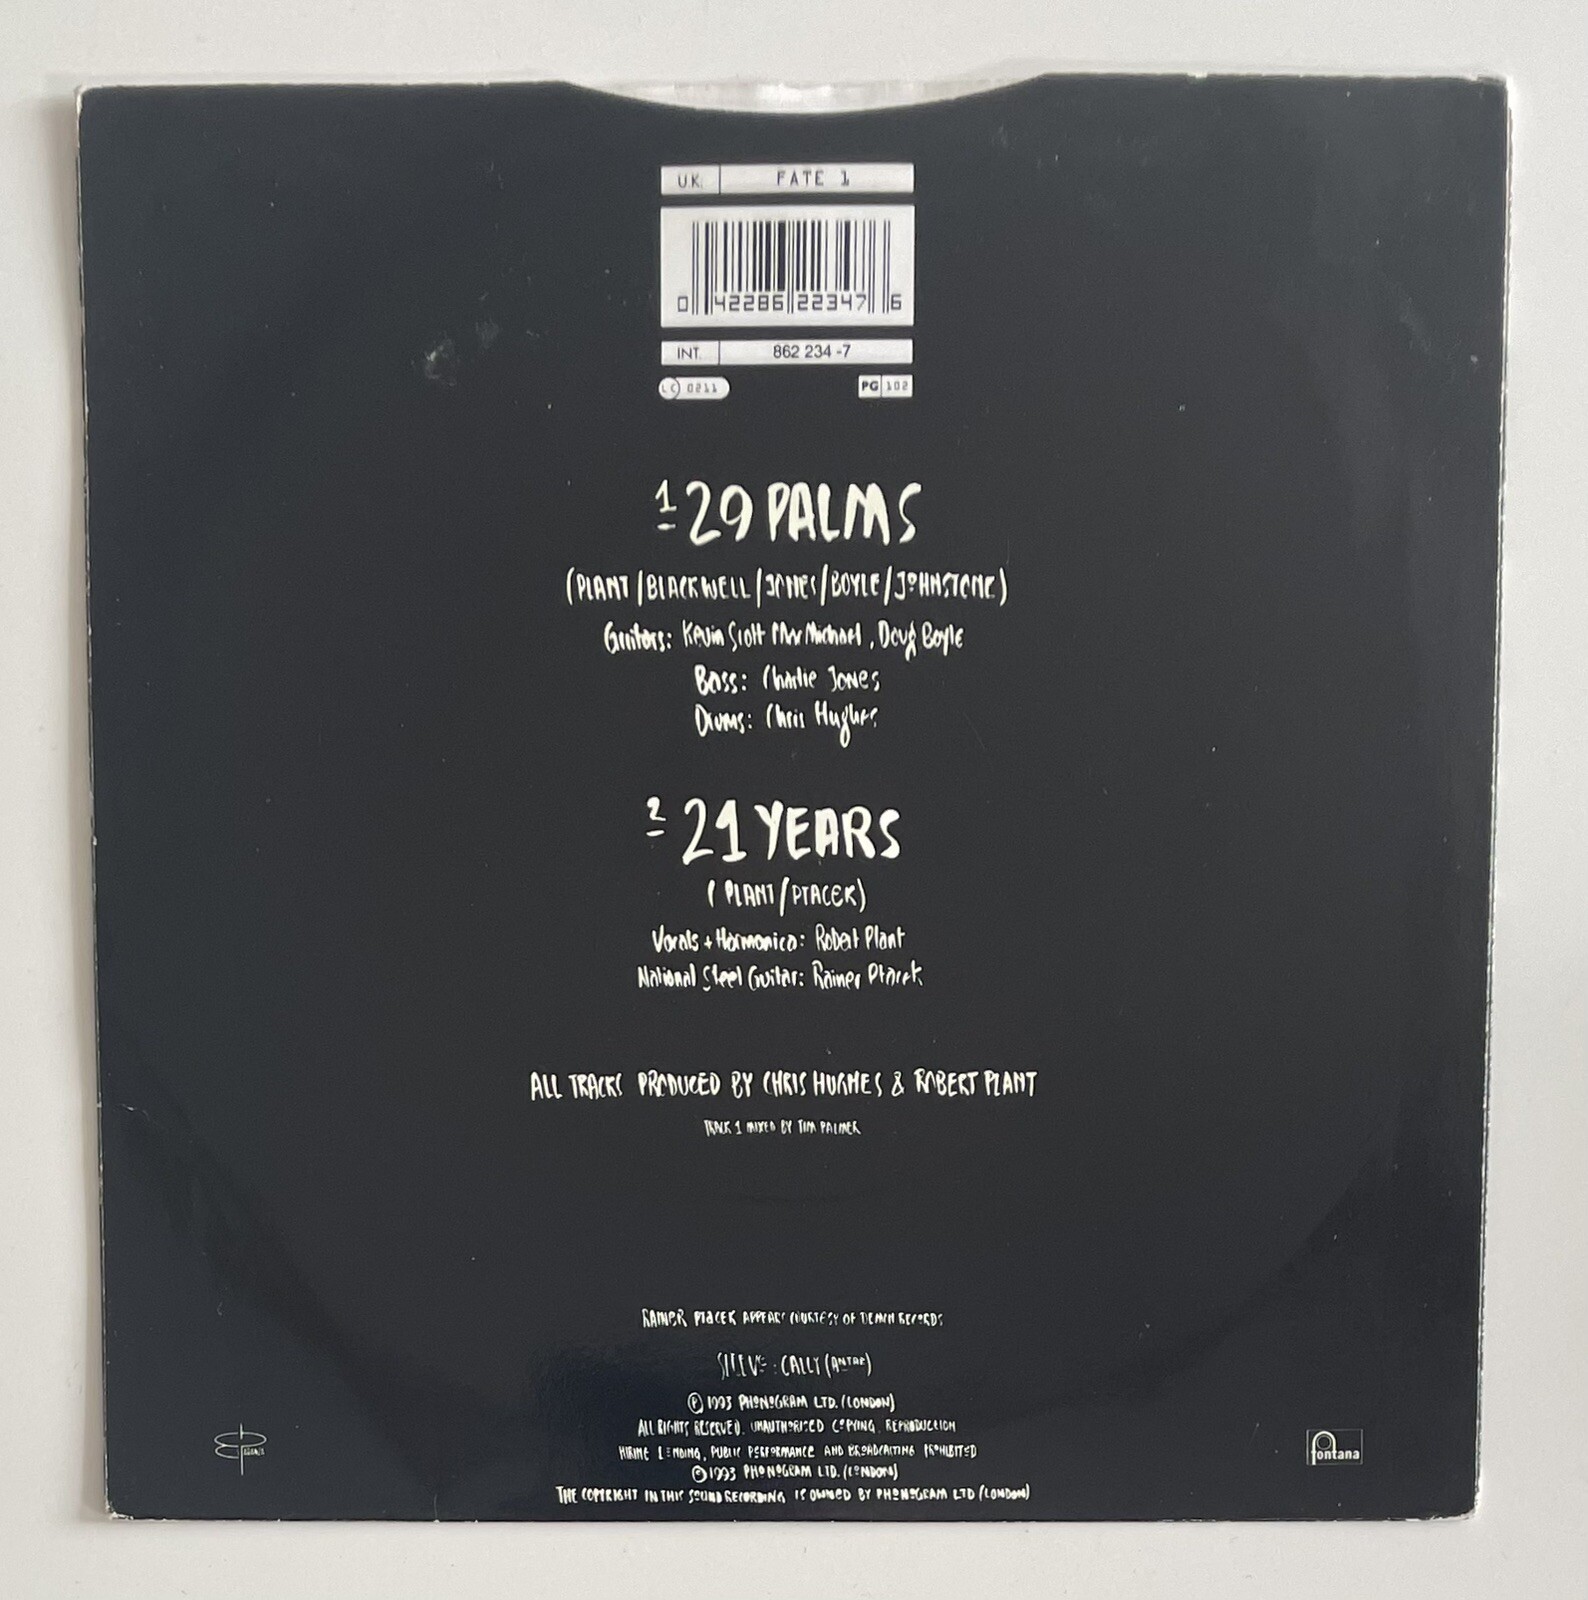 UK FATE 1
0 42286 22347 6
INT. 862 234 -7
LC 0211 PG 102
1 29 PALMS
(PLANT/BLACKWELL/JONES/BOYLE/JOHNSTONE)
Guitars: Kevin Scott MacMichael, Doug Boyle
Bass: Charlie Jones
Drums: Chris Hughes
2 21 YEARS
(PLANT/PTACEK)
Vocals + Harmonica: Robert Plant
National Steel Guitar: Rainer Ptacek
ALL TRACKS PRODUCED BY CHRIS HUGHES & ROBERT PLANT
TRACK 1 MIXED BY TIM PALMER
RAINER PTACEK APPEARS COURTESY OF DEMON RECORDS
SLEEVE: CALLY (ANTAR)
Ⓟ 1993 PHONOGRAM LTD. (LONDON)
ALL RIGHTS RESERVED. UNAUTHORISED COPYING, REPRODUCTION
HIRING LENDING, PUBLIC PERFORMANCE AND BROADCASTING PROHIBITED
© 1993 PHONOGRAM LTD. (LONDON)
THE COPYRIGHT IN THIS SOUND RECORDING IS OWNED BY PHONOGRAM LTD (LONDON)
fontana